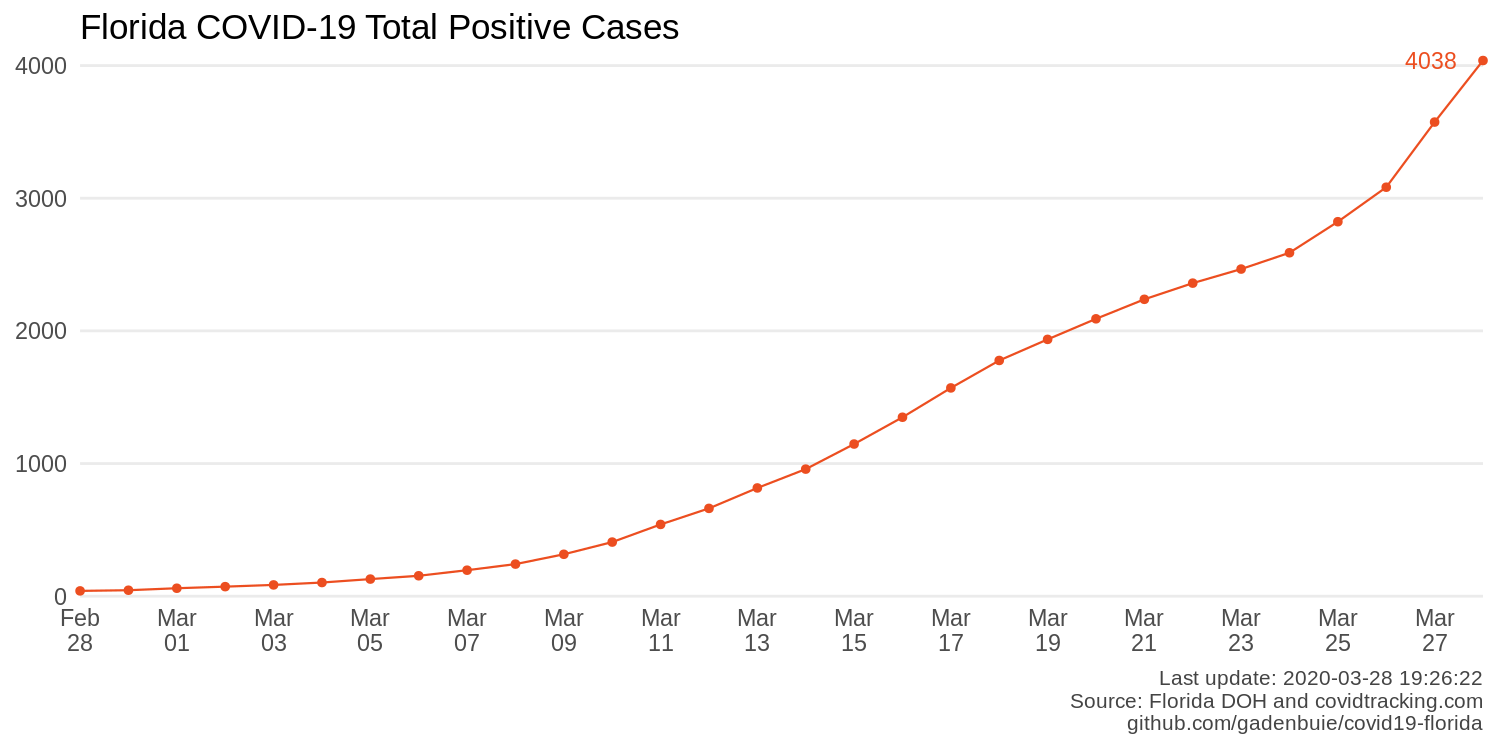 Florida COVID-19 Total Positive Cases
4000
4038
3000
2000
1000
0
Feb Mar Mar Mar Mar Mar Mar Mar Mar Mar Mar Mar Mar Mar Mar
28 01 03 05 07 09 11 13 15 17 19 21 23 25 27
Last update: 2020-03-28 19:26:22
Source: Florida DOH and covidtracking.com
github.com/gadenbuie/covid19-florida